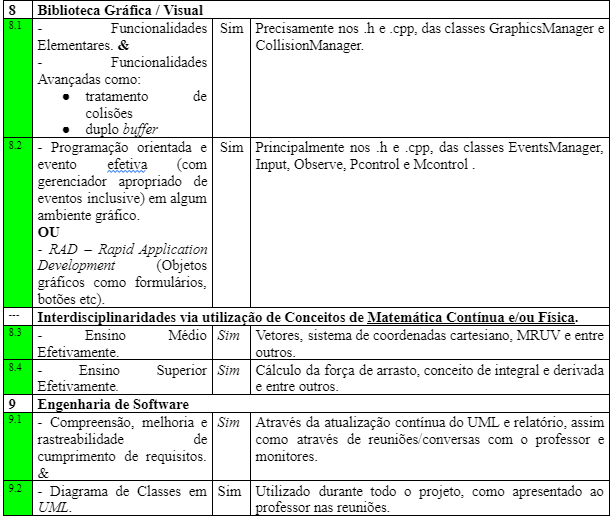 8 Biblioteca Gráfica / Visual
8.1 - Funcionalidades Sim Precisamente nos .h e .cpp, das classes GraphicsManager e
Elementares. & CollisionManager.
- Funcionalidades
Avançadas como:
● tratamento de
colisões
● duplo buffer
8.2 - Programação orientada e Sim Principalmente nos .h e .cpp, das classes EventsManager,
evento efetiva (com Input, Observe, Pcontrol e Mcontrol .
gerenciador apropriado de
eventos inclusive) em algum
ambiente gráfico.
OU
- RAD – Rapid Application
Development (Objetos
gráficos como formulários,
botões etc).
--- Interdisciplinaridades via utilização de Conceitos de Matemática Contínua e/ou Física.
8.3 - Ensino Médio Sim Vetores, sistema de coordenadas cartesiano, MRUV e entre
Efetivamente. outros.
8.4 - Ensino Superior Sim Cálculo da força de arrasto, conceito de integral e derivada
Efetivamente. e entre outros.
9 Engenharia de Software
9.1 - Compreensão, melhoria e Sim Através da atualização contínua do UML e relatório, assim
rastreabilidade de como através de reuniões/conversas com o professor e
cumprimento de requisitos. monitores.
&
9.2 - Diagrama de Classes em Sim Utilizado durante todo o projeto, como apresentado ao
UML. professor nas reuniões.